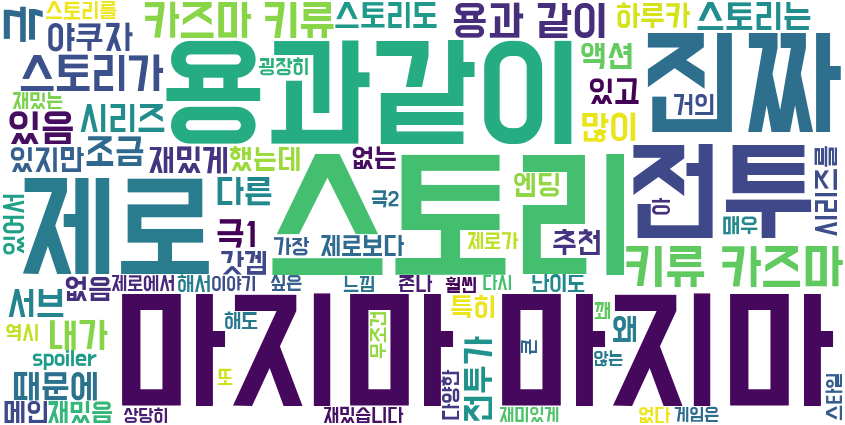 스토리를
카즈마 키류
스토리도
용과 같이
하루카
스토리는
극
야쿠자
굉장히
액션
진짜
스토리가
용과같이
재밌는
시리즈
있고
거의
있음
많이
있지만
조금
재밌게
했는데
없는
전투
시리즈를
다른
엔딩
극2
ㅎ
있어서
제로
스토리
매우
극1
가장
제로보다
제로가
추천
갓겜
키류 카즈마
없음
제로에서
해서
이야기
싶은
느낌
존나
훨씬
다시
난이도
서브
마지마 마지마
특히
꽤
역시
내가
해도
무조건
왜
spoiler
전투가
큰
않는
때문에
또
다양한
스타일
메인
재밌음
상당히
재밌습니다
재미있게
없다
게임은